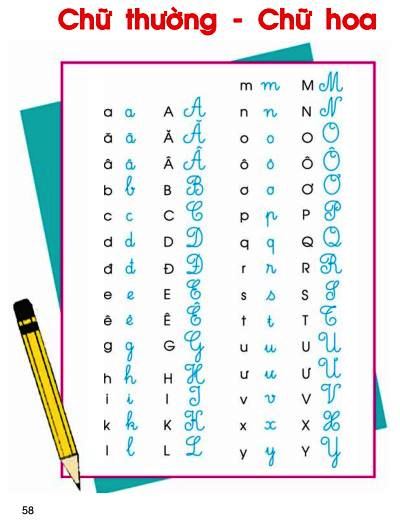 Chữ thường - Chữ hoa
a a A A
ă ă Ă Ă
â â Â Â
b b B B
c c C C
d d D D
đ đ Đ Đ
e e E E
ê ê Ê Ê
g g G G
h h H H
i i I I
k k K K
l l L L
m m M M
n n N N
o o O O
ô ô Ô Ô
ơ ơ Ơ Ơ
p p P P
q q Q Q
r r R R
s s S S
t t T T
u u U U
ư ư Ư Ư
v v V V
x x X X
y y Y Y
58